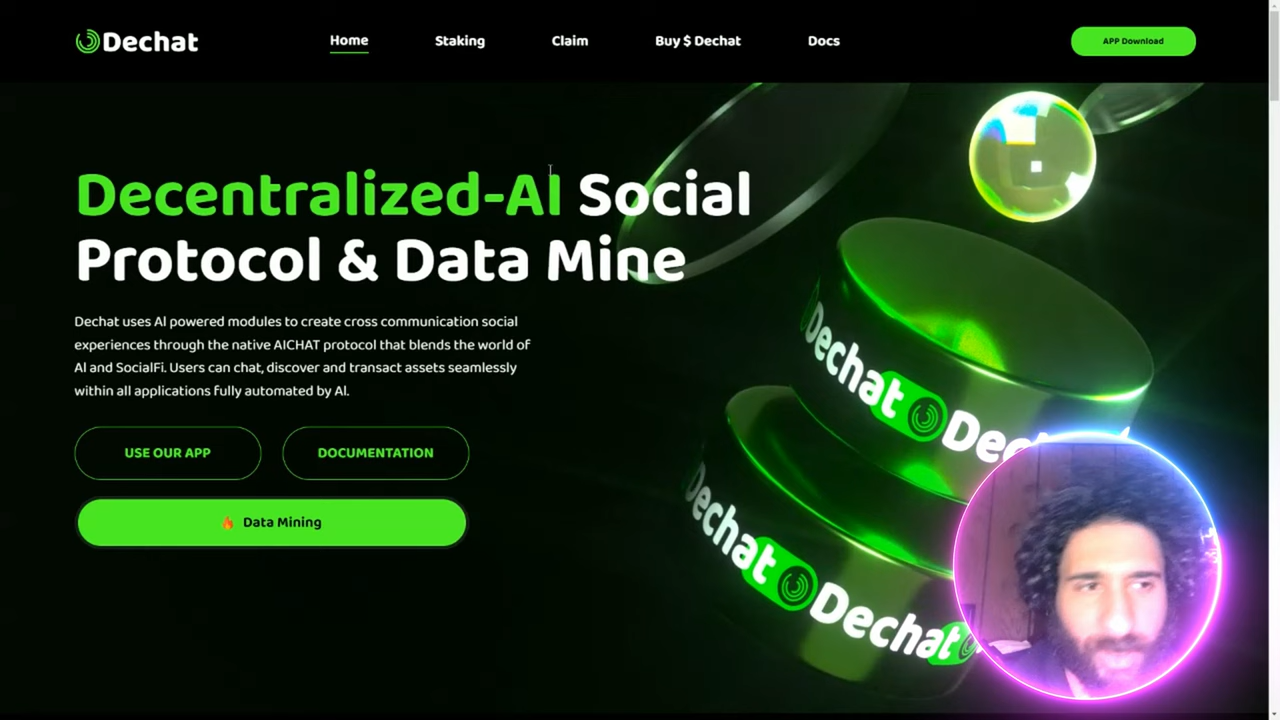 Dechat
Home
Staking
Claim
Buy $ Dechat
Docs
APP Download
Decentralized-AI Social
Protocol & Data Mine
Dechat uses AI powered modules to create cross communication social
experiences through the native AICHAT protocol that blends the world of
AI and SocialFi. Users can chat, discover and transact assets seamlessly
within all applications fully automated by AI.
USE OUR APP
DOCUMENTATION
🔥 Data Mining
Dechat
Dechat
Dechat